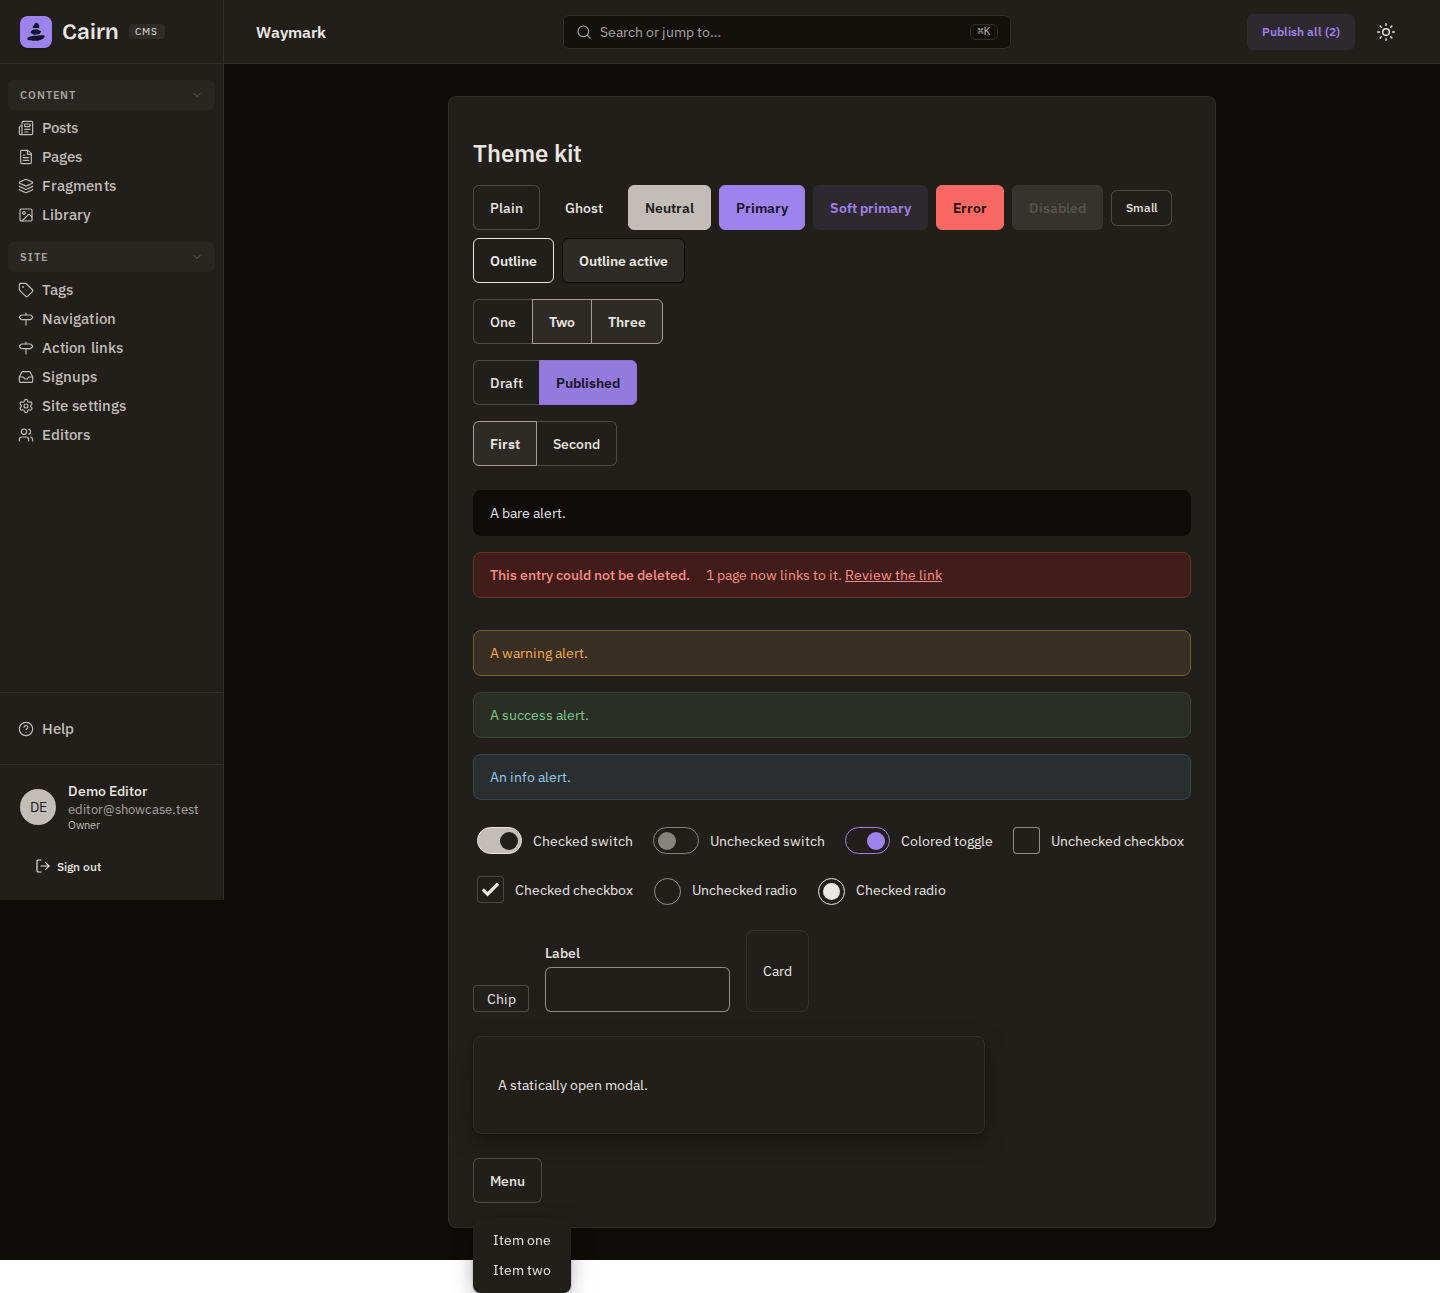 Cairn CMS
Waymark
Search or jump to...
⌘K
Publish all (2)
CONTENT
Posts
Pages
Fragments
Library
SITE
Tags
Navigation
Action links
Signups
Site settings
Editors
Help
DE
Demo Editor
editor@showcase.test
Owner
Sign out
Theme kit
Plain Ghost Neutral Primary Soft primary Error Disabled Small
Outline Outline active
One Two Three
Draft Published
First Second
A bare alert.
This entry could not be deleted. 1 page now links to it. Review the link
A warning alert.
A success alert.
An info alert.
Checked switch Unchecked switch Colored toggle Unchecked checkbox
Checked checkbox Unchecked radio Checked radio
Label
Chip
Card
A statically open modal.
Menu
Item one
Item two